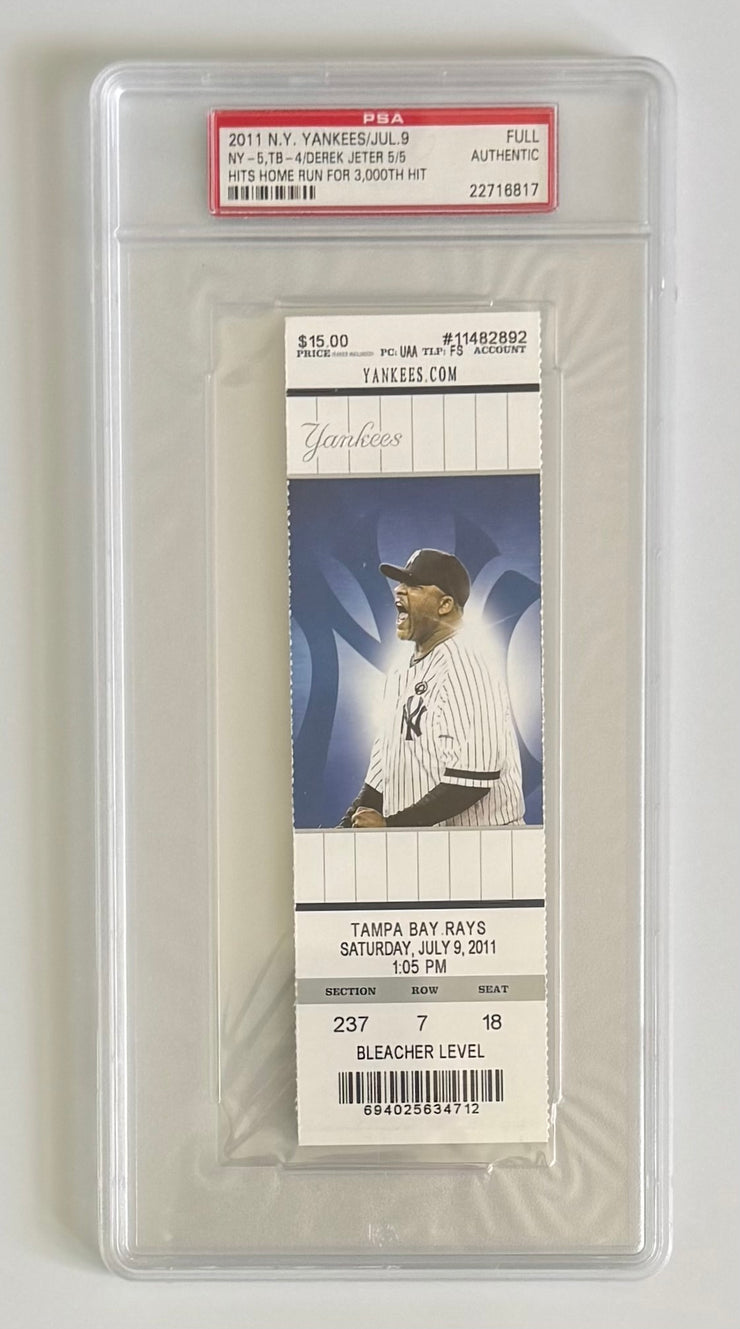 PSA
2011 N.Y. YANKEES/JUL.9 FULL
NY-5,TB-4/DEREK JETER 5/5 AUTHENTIC
HITS HOME RUN FOR 3,000TH HIT
22716817
$15.00 #11482892
PRICE PC: UAA TLP: FS ACCOUNT
YANKEES.COM
Yankees
NY
TAMPA BAY RAYS
SATURDAY, JULY 9, 2011
1:05 PM
SECTION ROW SEAT
237 7 18
BLEACHER LEVEL
694025634712